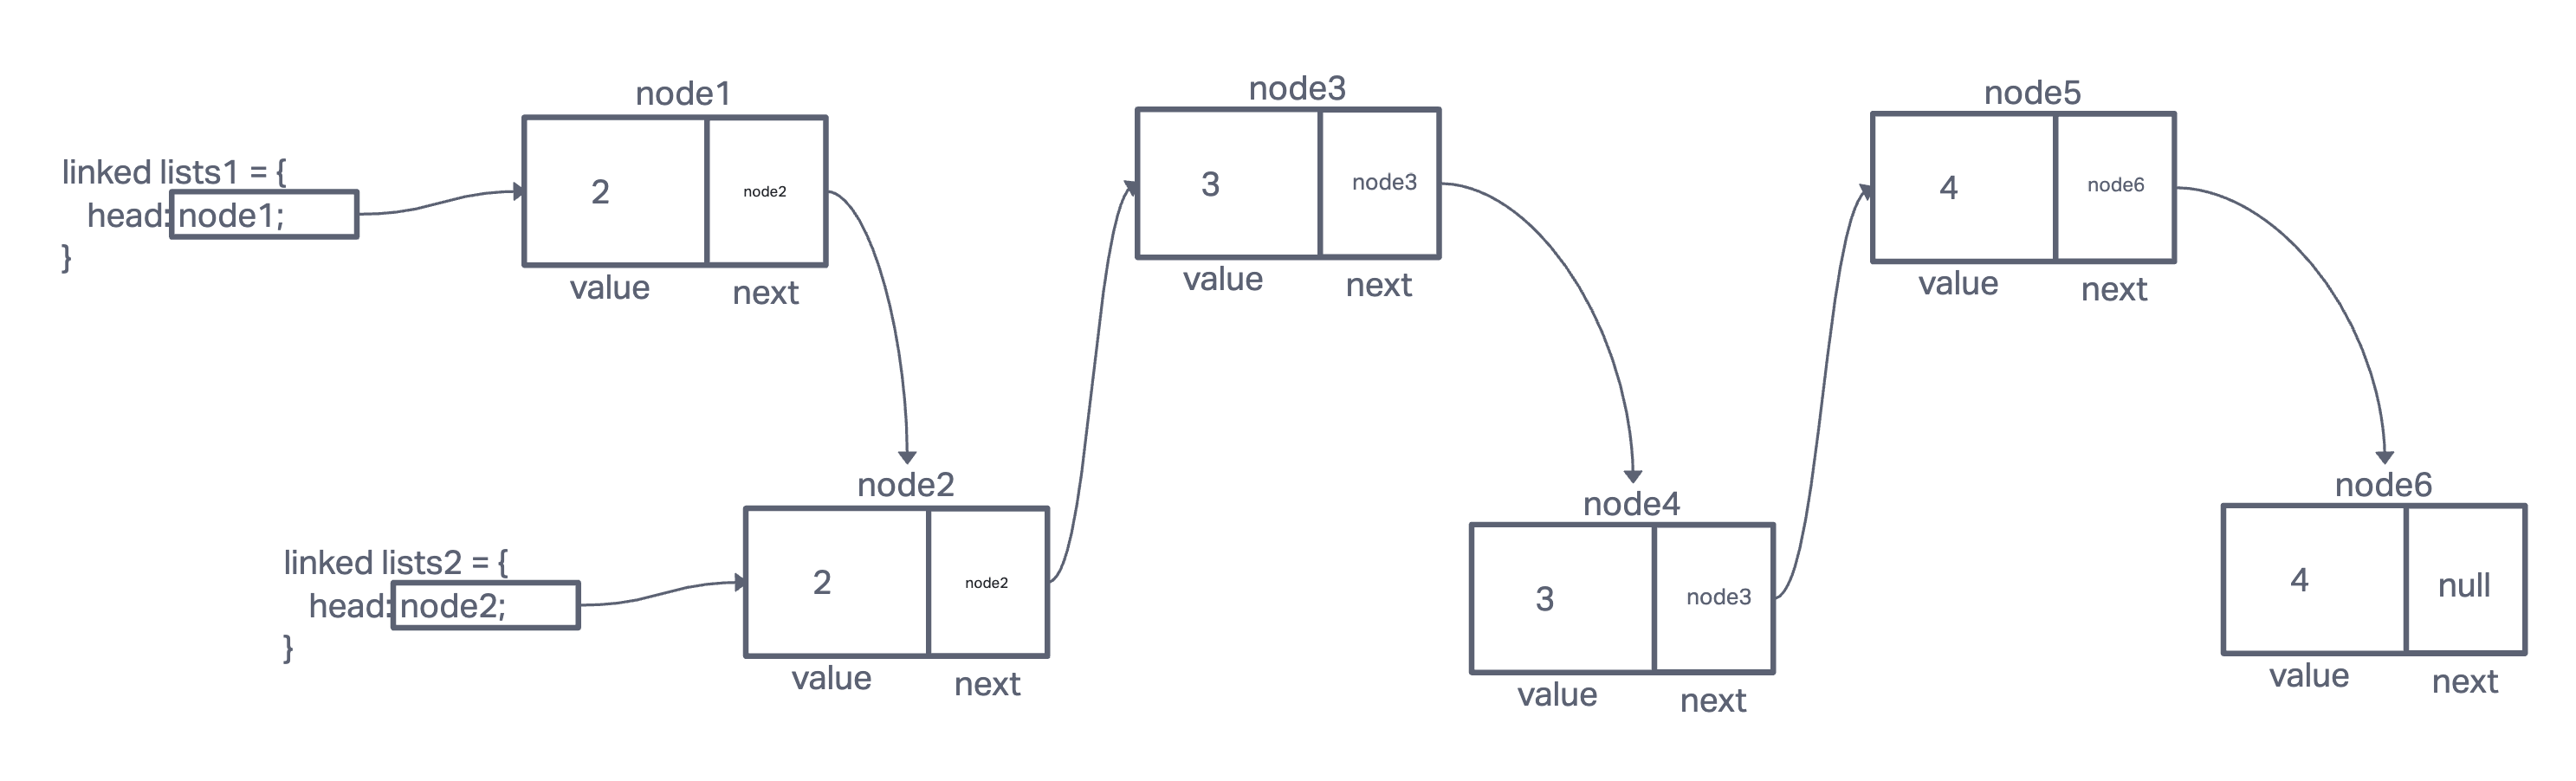 node1
node3
node5
linked lists1 = {
head: node1;
}
2
node2
value
next
3
node3
value
next
4
node6
value
next
node2
node4
node6
linked lists2 = {
head: node2;
}
2
node2
value
next
3
node3
value
next
4
null
value
next